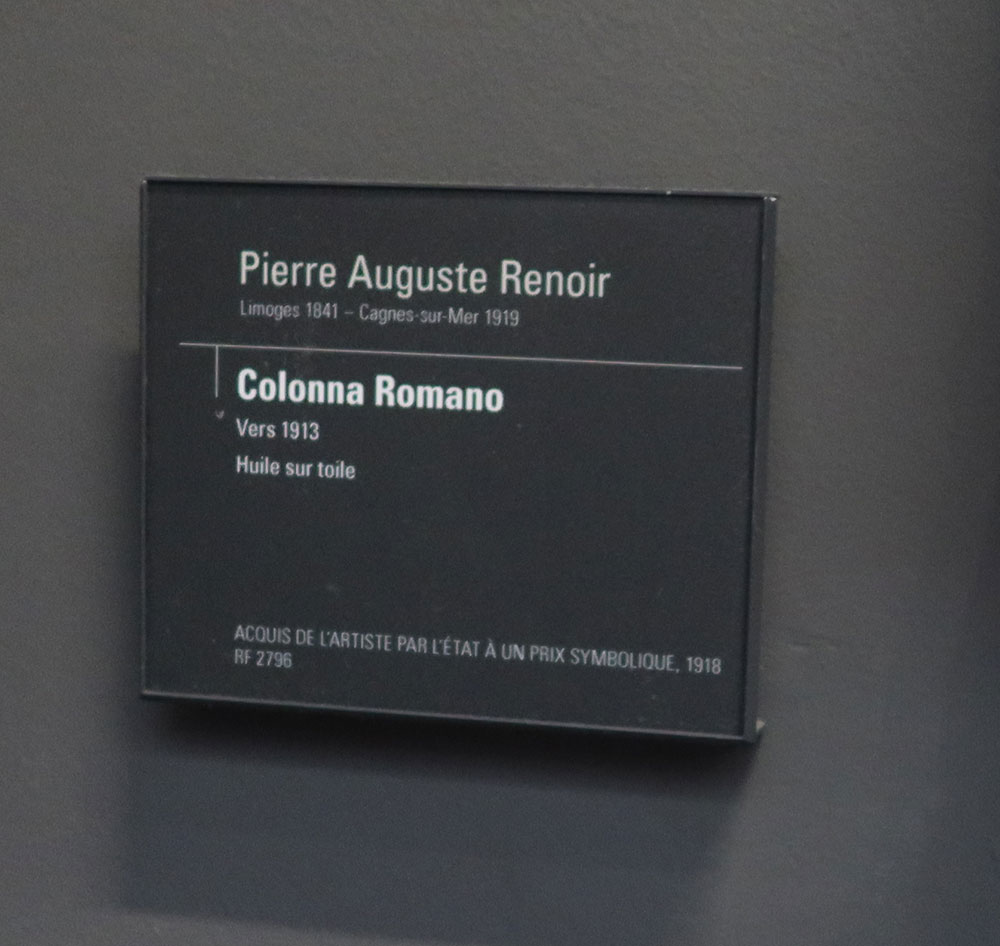 Pierre Auguste Renoir
Limoges 1841 – Cagnes-sur-Mer 1919
Colonna Romano
Vers 1913
Huile sur toile
ACQUIS DE L'ARTISTE PAR L'ÉTAT À UN PRIX SYMBOLIQUE, 1918
RF 2796